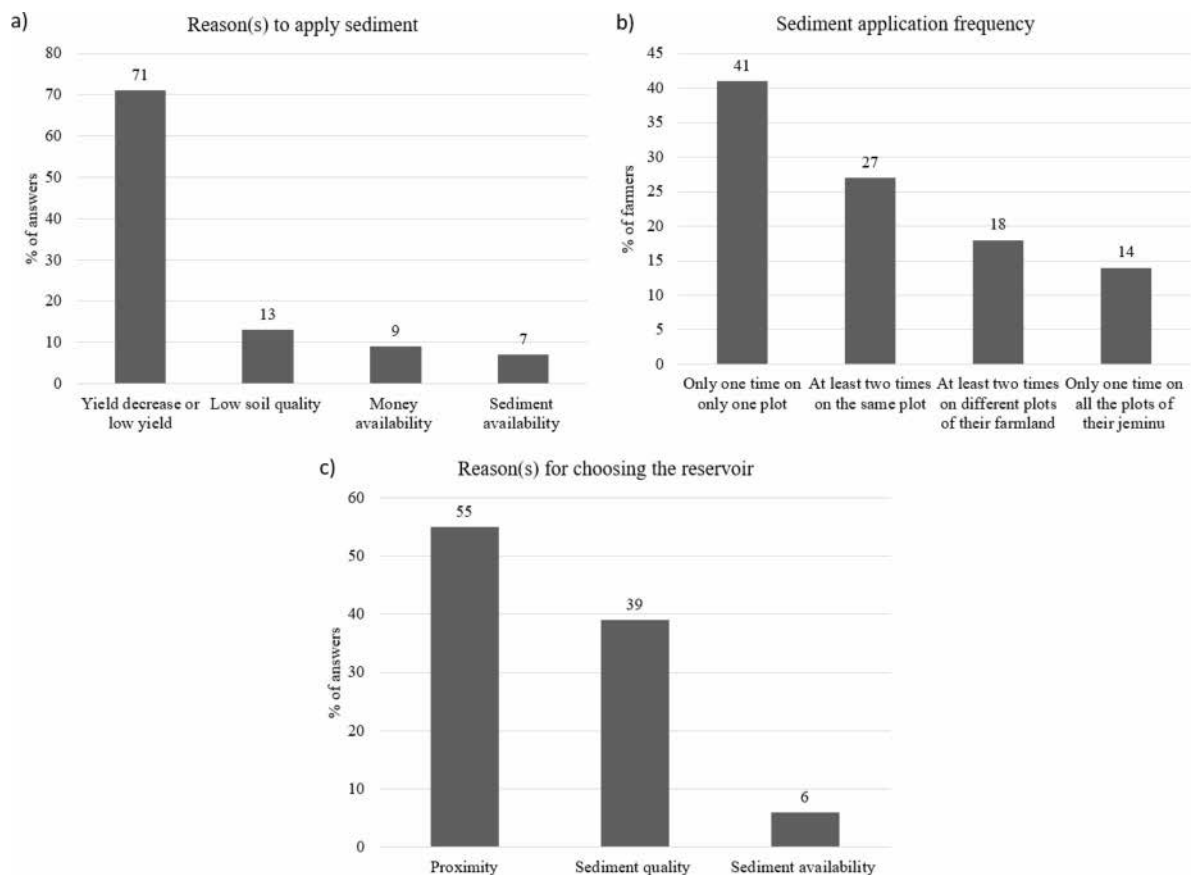 a)
Reason(s) to apply sediment
% of answers
80
70
60
50
40
30
20
10
0
71
13
9
7
Yield decrease or
low yield
Low soil quality
Money
availability
Sediment
availability
b)
Sediment application frequency
% of farmers
45
40
35
30
25
20
15
10
5
0
41
27
18
14
Only one time on
only one plot
At least two times
on the same plot
At least two times
on different plots
of their farmland
Only one time on
all the plots of
their jeminu
c)
Reason(s) for choosing the reservoir
% of answers
60
50
40
30
20
10
0
55
39
6
Proximity
Sediment quality
Sediment availability